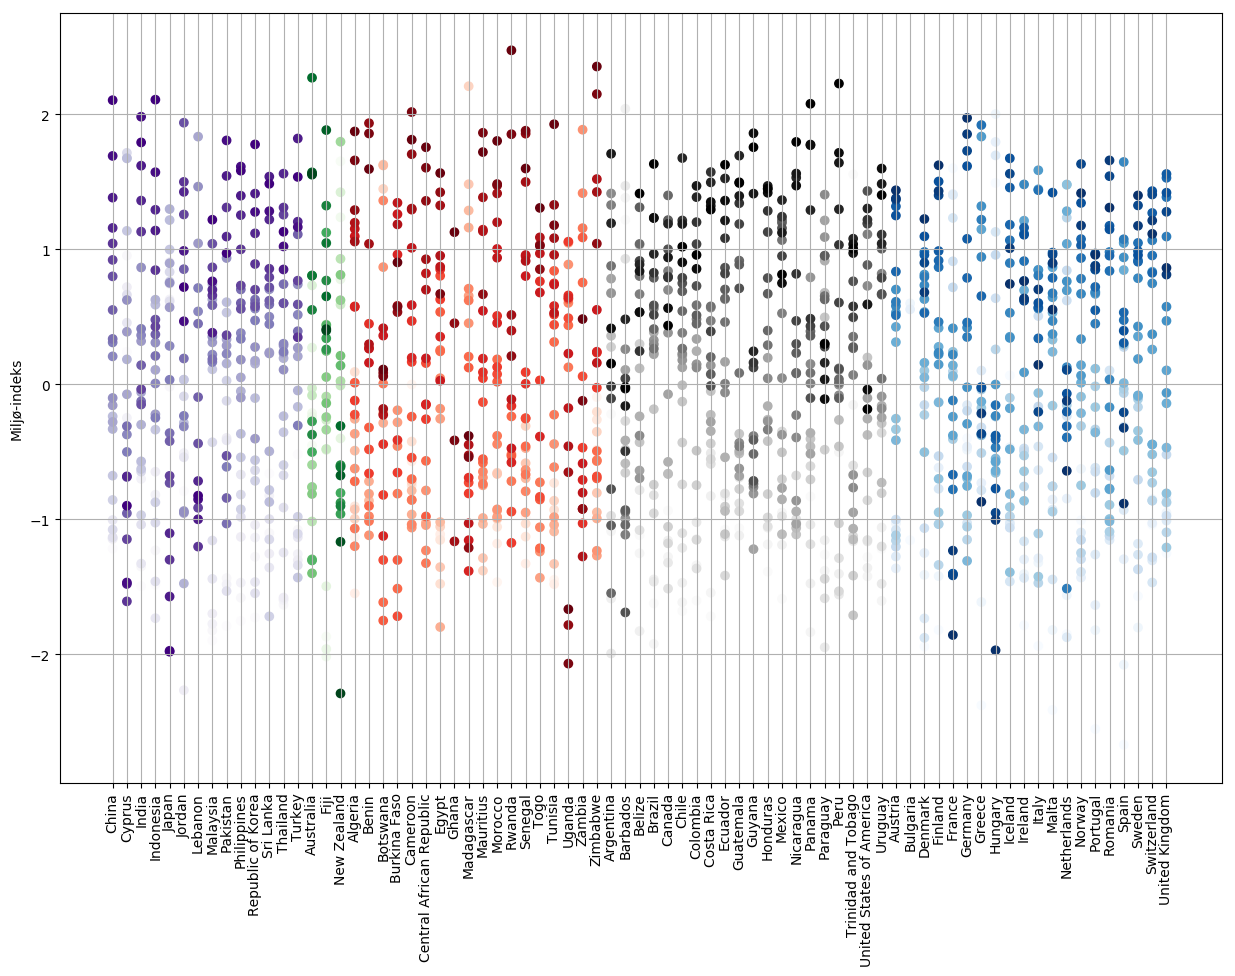 Miljø-indeks
2
1
0
−1
−2
China
Cyprus
India
Indonesia
Japan
Jordan
Lebanon
Malaysia
Pakistan
Philippines
Republic of Korea
Sri Lanka
Thailand
Turkey
Australia
Fiji
New Zealand
Algeria
Benin
Botswana
Burkina Faso
Cameroon
Central African Republic
Egypt
Ghana
Madagascar
Mauritius
Morocco
Rwanda
Senegal
Togo
Tunisia
Uganda
Zambia
Zimbabwe
Argentina
Barbados
Belize
Brazil
Canada
Chile
Colombia
Costa Rica
Ecuador
Guatemala
Guyana
Honduras
Mexico
Nicaragua
Panama
Paraguay
Peru
Trinidad and Tobago
United States of America
Uruguay
Austria
Bulgaria
Denmark
Finland
France
Germany
Greece
Hungary
Iceland
Ireland
Italy
Malta
Netherlands
Norway
Portugal
Romania
Spain
Sweden
Switzerland
United Kingdom